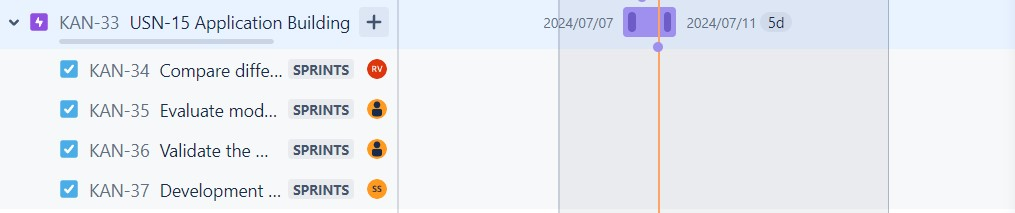 KAN-33 USN-15 Application Building + 2024/07/07 2024/07/11 5d
KAN-34 Compare diffe... SPRINTS RV
KAN-35 Evaluate mod... SPRINTS
KAN-36 Validate the ... SPRINTS
KAN-37 Development ... SPRINTS SS